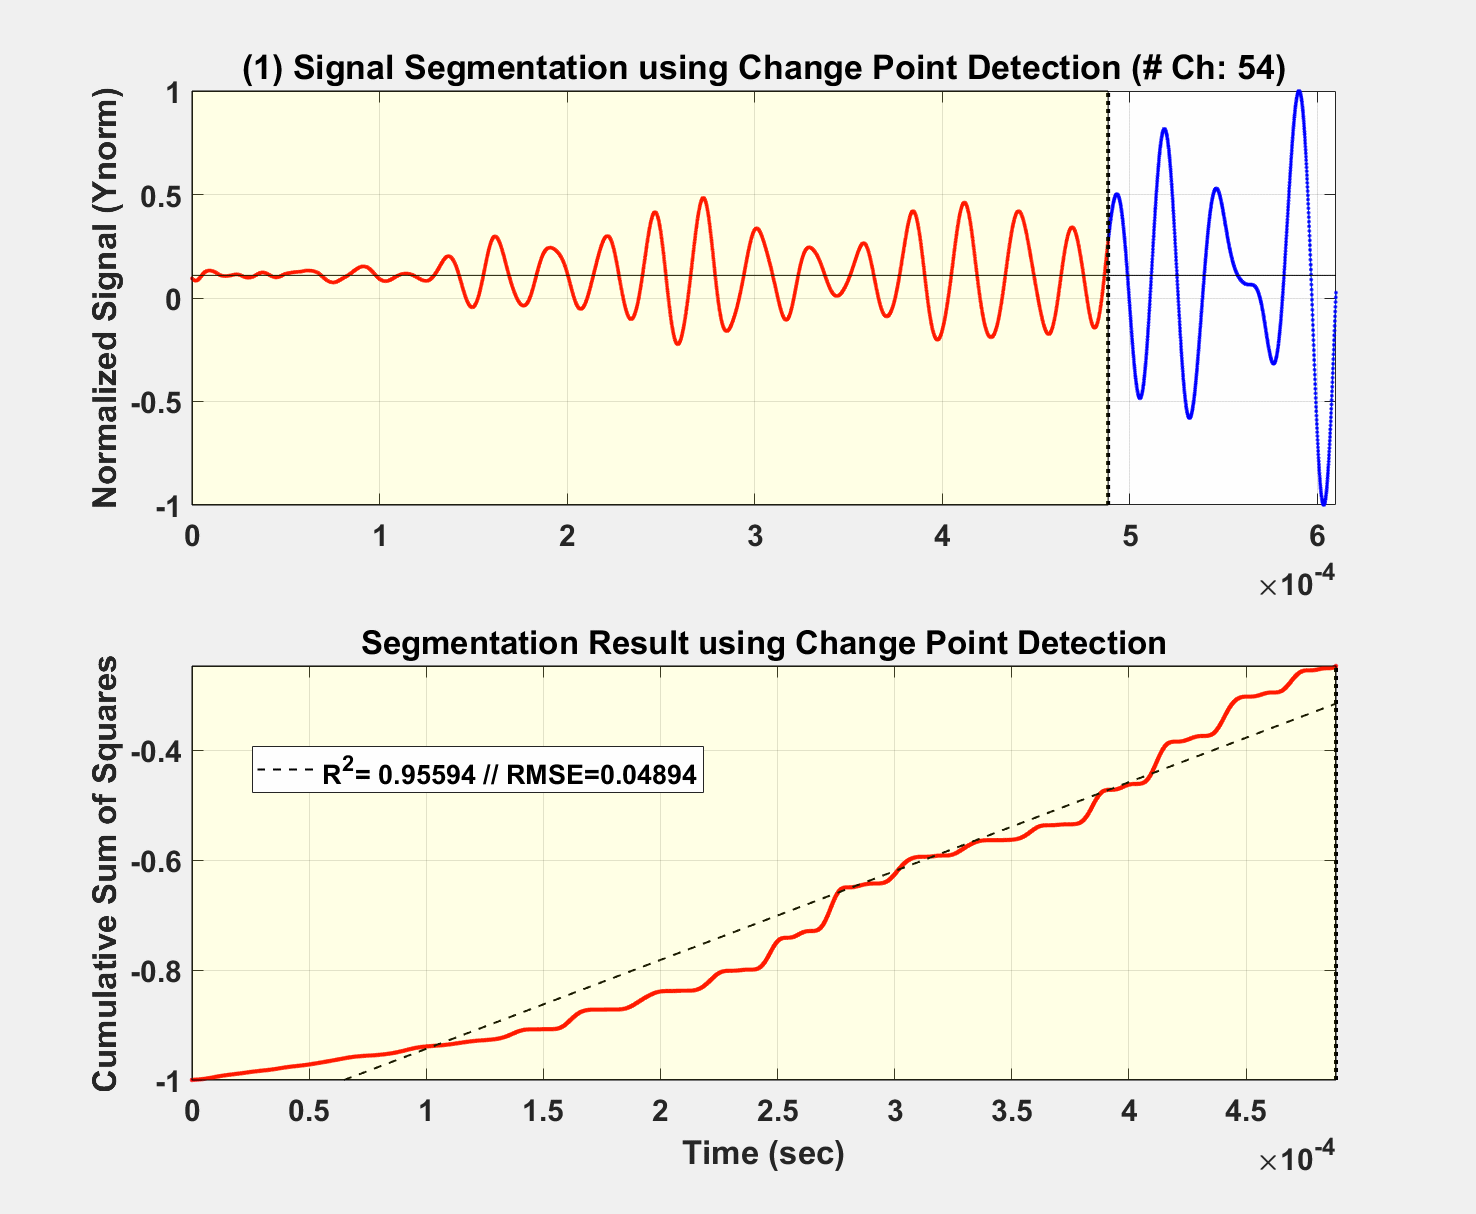 (1) Signal Segmentation using Change Point Detection (# Ch: 54)
Normalized Signal (Ynorm)
1
0.5
0
-0.5
-1
0 1 2 3 4 5 6
×10-4
Segmentation Result using Change Point Detection
Cumulative Sum of Squares
-0.4
-0.6
-0.8
-1
R2= 0.95594 // RMSE=0.04894
0 0.5 1 1.5 2 2.5 3 3.5 4 4.5
Time (sec)
×10-4